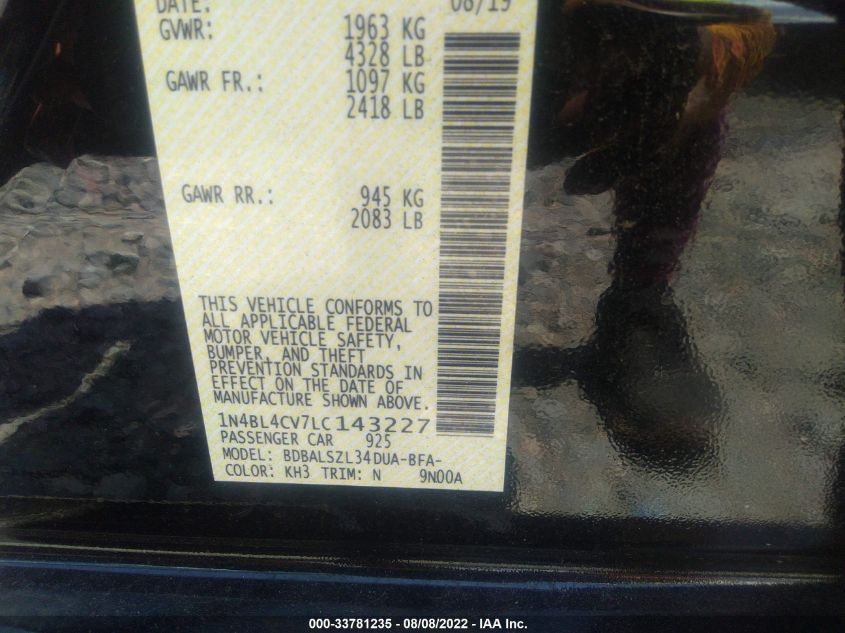 DATE: 08/19
GVWR: 1963 KG
4328 LB
GAWR FR.: 1097 KG
2418 LB
GAWR RR.: 945 KG
2083 LB
THIS VEHICLE CONFORMS TO
ALL APPLICABLE FEDERAL
MOTOR VEHICLE SAFETY,
BUMPER, AND THEFT
PREVENTION STANDARDS IN
EFFECT ON THE DATE OF
MANUFACTURE SHOWN ABOVE.
1N4BL4CV7LC143227
PASSENGER CAR 925
MODEL: BDBALSZL34DUA-BFA-
COLOR: KH3 TRIM: N 9N00A
000-33781235 - 08/08/2022 - IAA Inc.